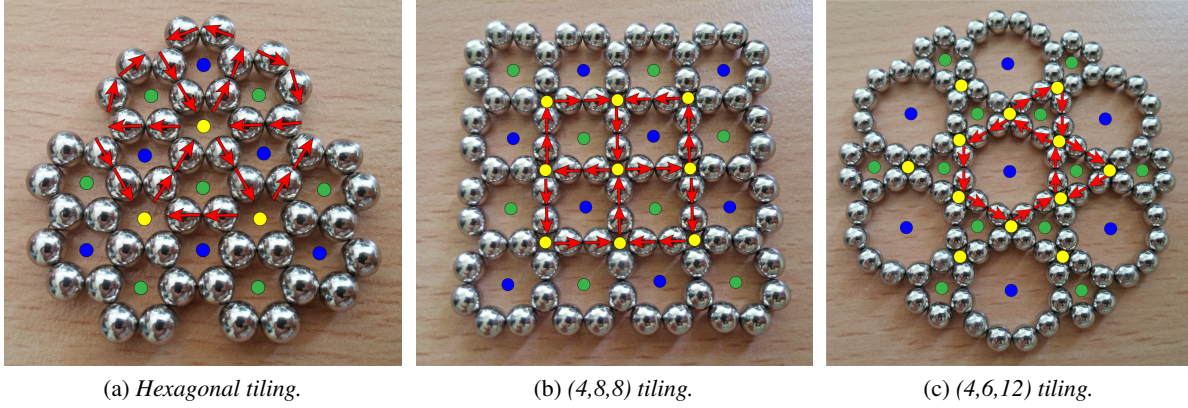 (a) Hexagonal tiling.
(b) (4,8,8) tiling.
(c) (4,6,12) tiling.